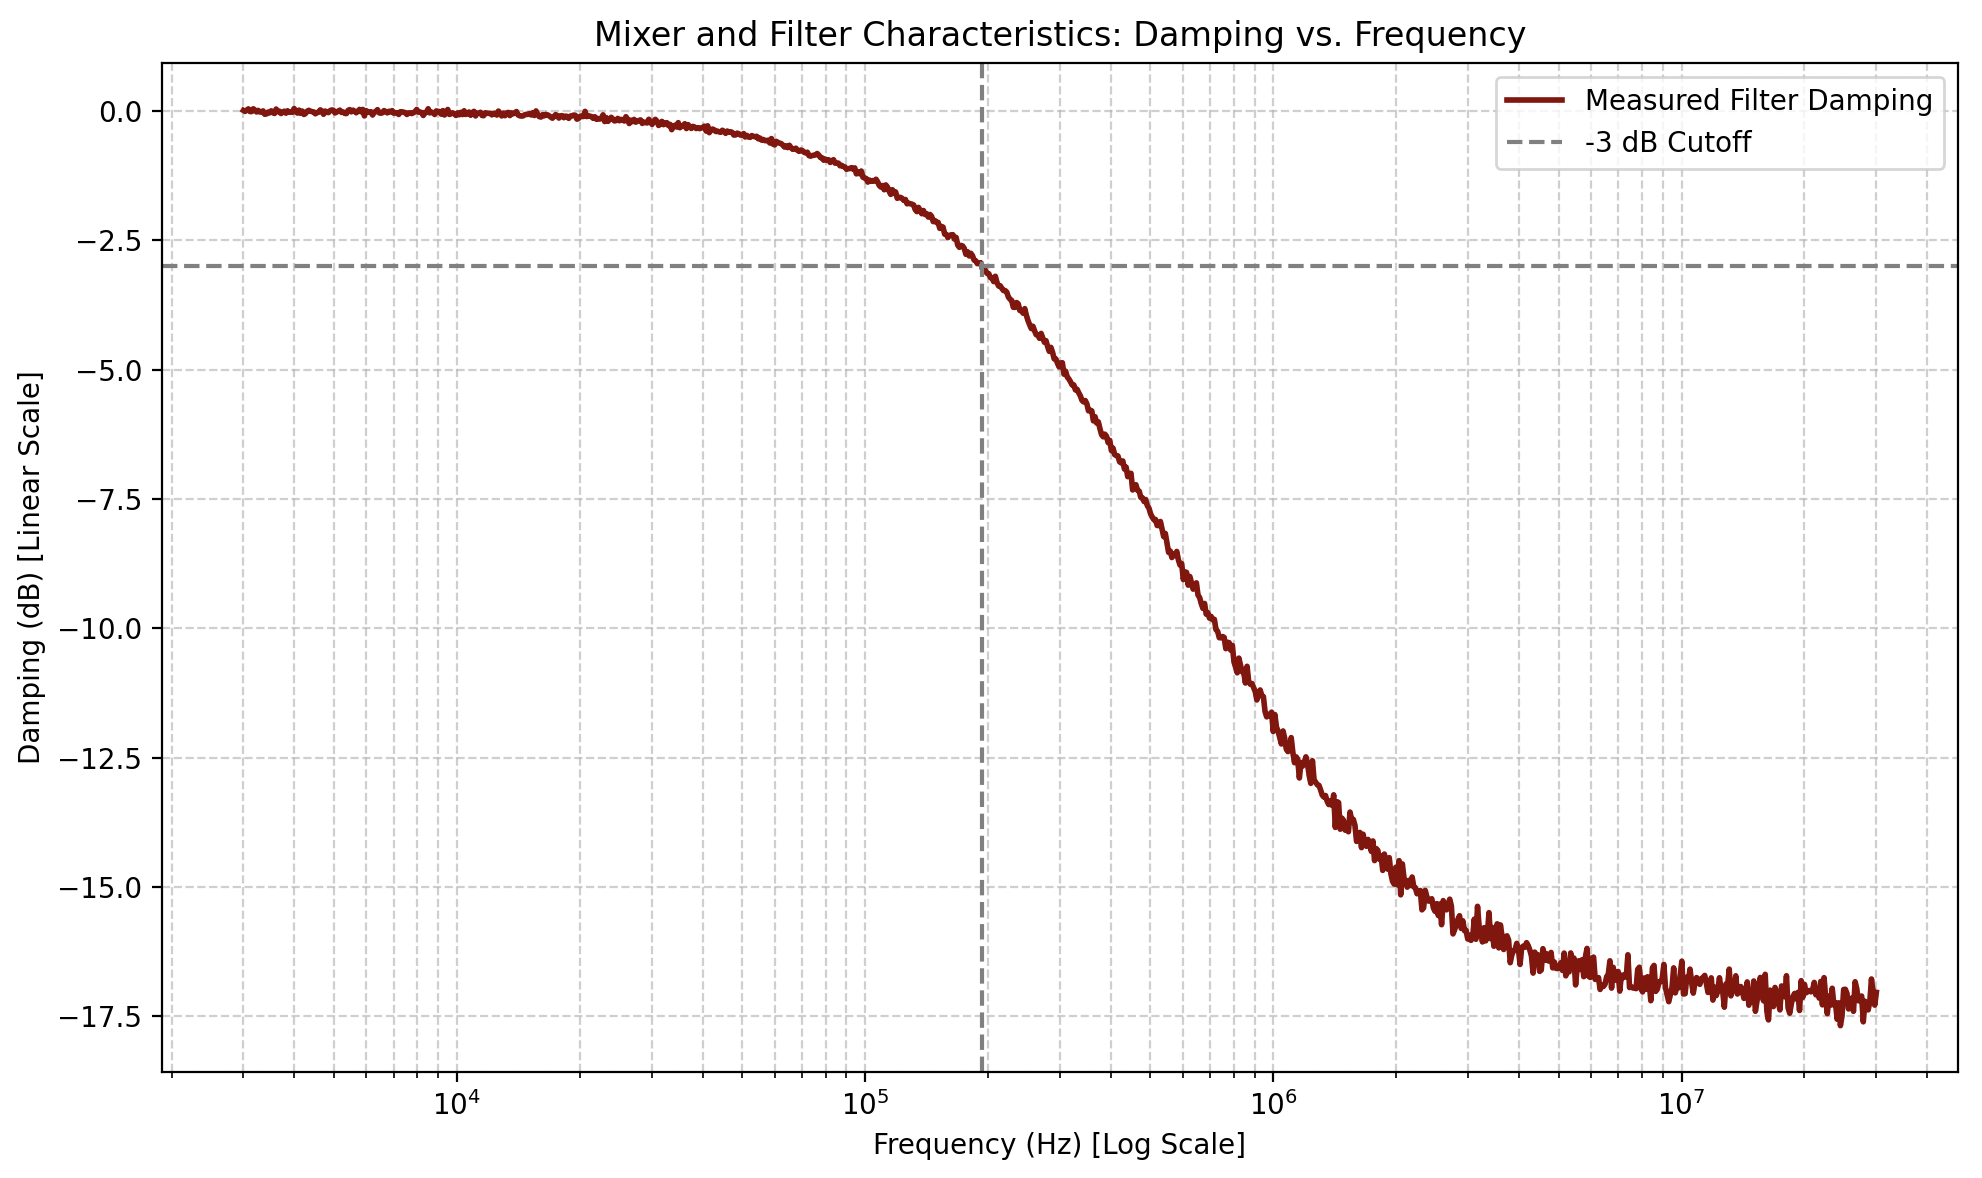 Mixer and Filter Characteristics: Damping vs. Frequency
Measured Filter Damping
-3 dB Cutoff
Damping (dB) [Linear Scale]
0.0
−2.5
−5.0
−7.5
−10.0
−12.5
−15.0
−17.5
10⁴
10⁵
10⁶
10⁷
Frequency (Hz) [Log Scale]